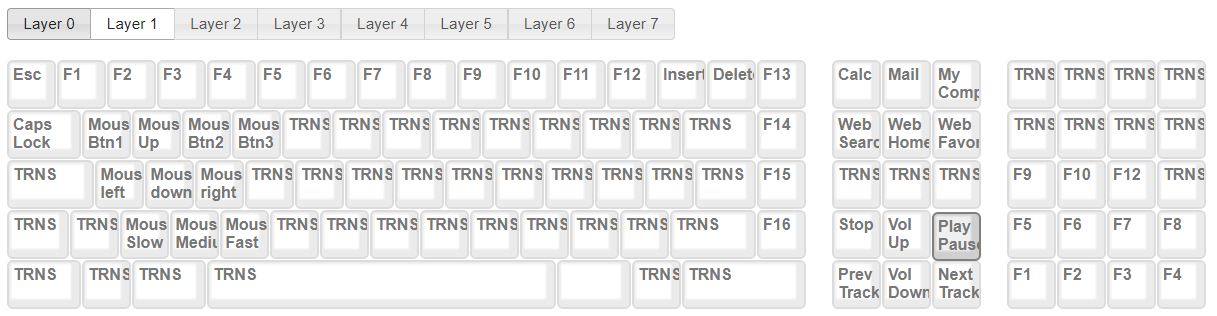 Layer 0 Layer 1 Layer 2 Layer 3 Layer 4 Layer 5 Layer 6 Layer 7
Esc F1 F2 F3 F4 F5 F6 F7 F8 F9 F10 F11 F12 Insert Delet F13 Calc Mail My TRNS TRNS TRNS TRNS
Comp
Caps Mous Mous Mous Mous TRNS TRNS TRNS TRNS TRNS TRNS TRNS TRNS TRNS F14 Web Web Web TRNS TRNS TRNS TRNS
Lock Btn1 Up Btn2 Btn3 Searc Home Favor
TRNS Mous Mous Mous TRNS TRNS TRNS TRNS TRNS TRNS TRNS TRNS TRNS TRNS F15 TRNS TRNS TRNS F9 F10 F12 TRNS
left down right
TRNS TRNS Mous Mous Mous TRNS TRNS TRNS TRNS TRNS TRNS TRNS TRNS TRNS F16 Stop Vol Play F5 F6 F7 F8
Slow Mediu Fast Up Pause
TRNS TRNS TRNS TRNS TRNS TRNS Prev Vol Next F1 F2 F3 F4
Track Down Track